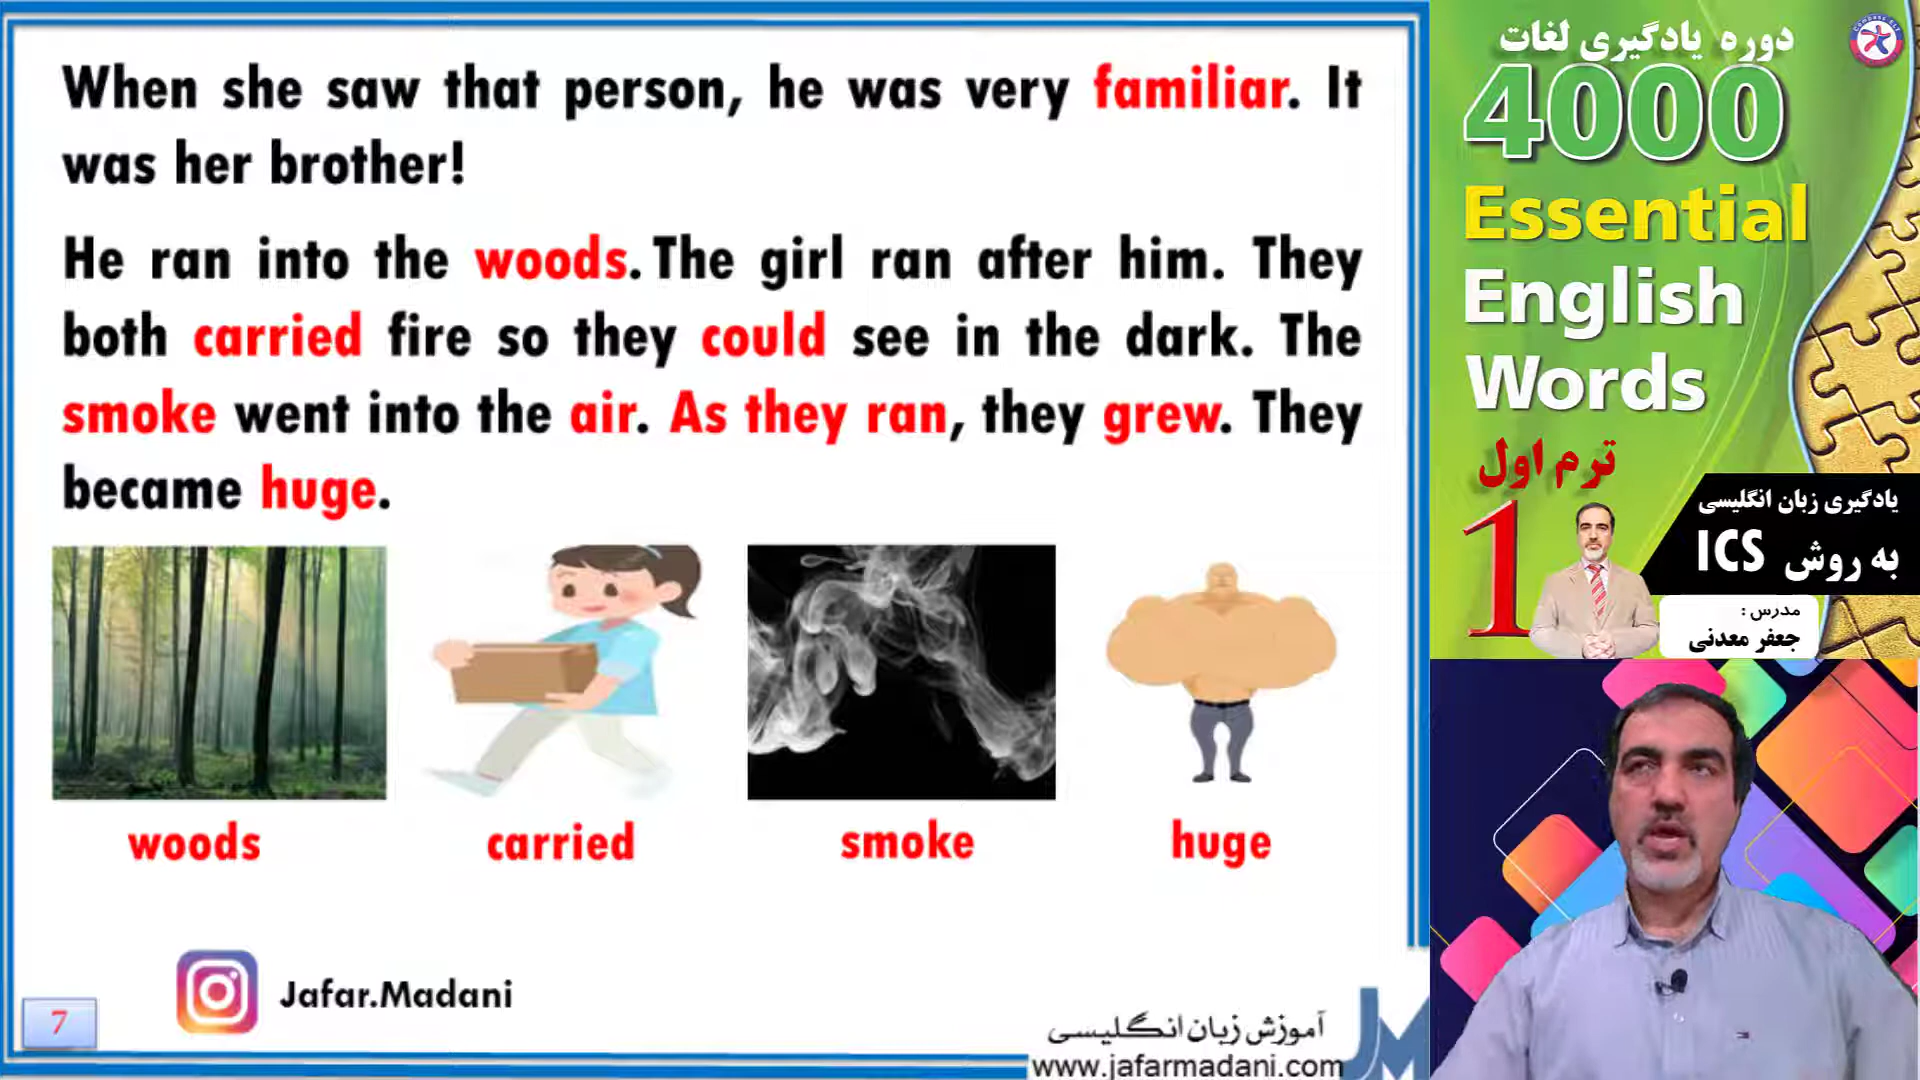 When she saw that person, he was very familiar. It
was her brother!
He ran into the woods. The girl ran after him. They
both carried fire so they could see in the dark. The
smoke went into the air. As they ran, they grew. They
became huge.
woods
carried
smoke
huge
Jafar.Madani
7
آموزش زبان انگلیسی
www.jafarmadani.com
JM
دوره یادگیری لغات
4000
Essential
English
Words
ترم اول
1
یادگیری زبان انگلیسی
به روش ICS
مدرس :
جعفر معدنی